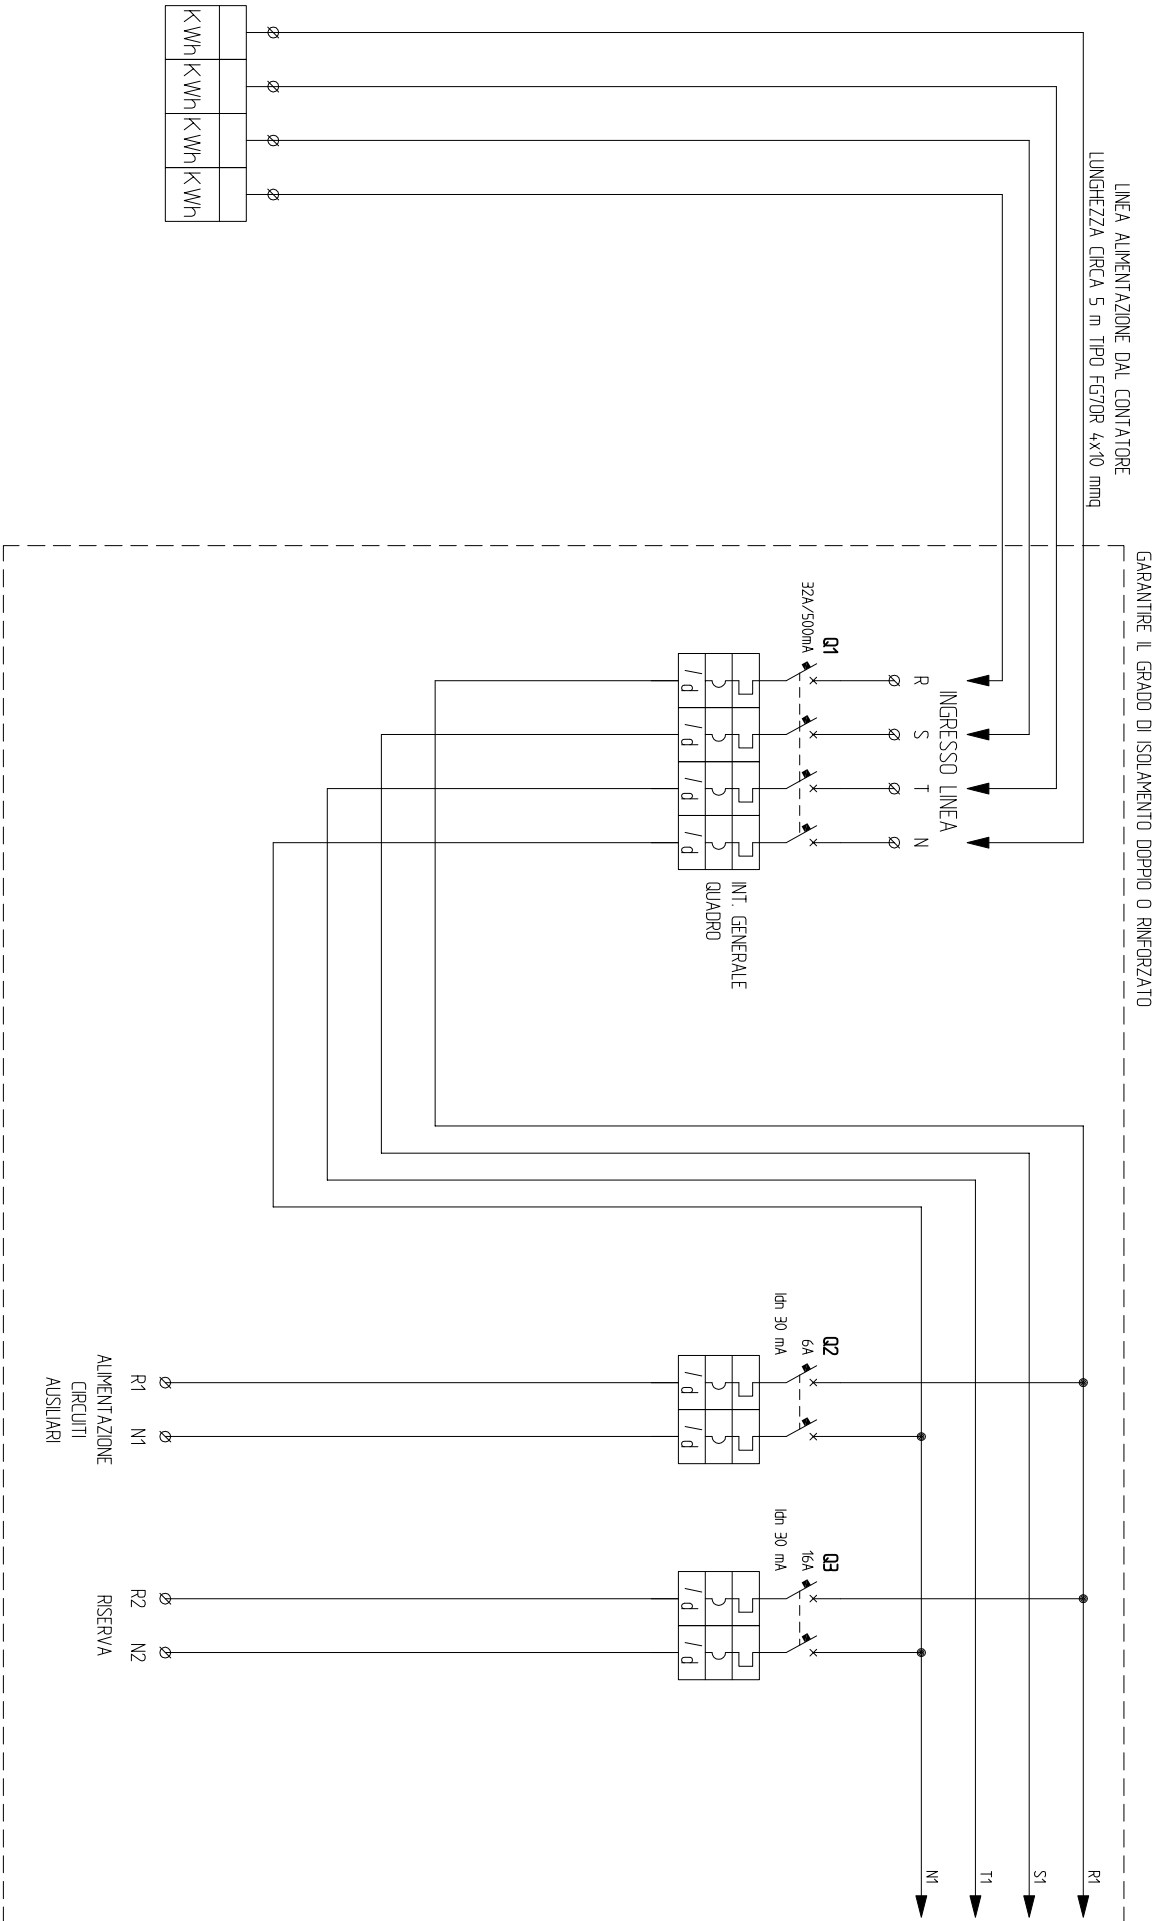 GARANTIRE IL GRADO DI ISOLAMENTO DOPPIO O RINFORZATO
LINEA ALIMENTAZIONE DAL CONTATORE
LUNGHEZZA CIRCA 5 m TIPO FG7OR 4x10 mmq
KWh KWh KWh KWh
INGRESSO LINEA
R S T N
Q1
32A/500mA
/d /d /d /d
INT. GENERALE
QUADRO
Q2
6A
Idn 30 mA
/d /d
R1 N1
ALIMENTAZIONE
CIRCUITI
AUSILIARI
Q3
16A
Idn 30 mA
/d /d
R2 N2
RISERVA
R1
S1
T1
N1